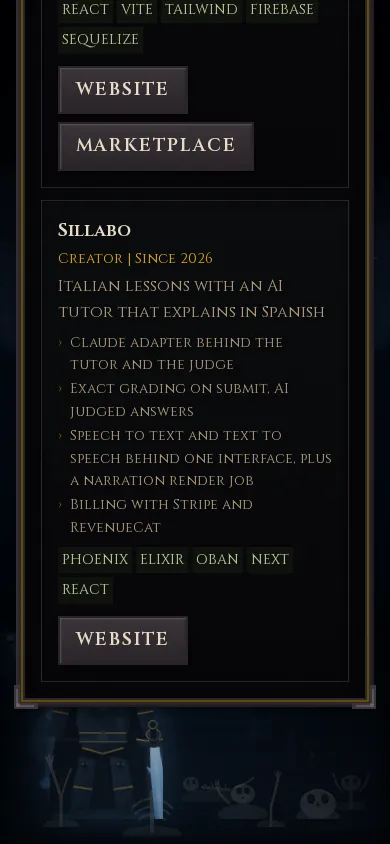 REACT VITE TAILWIND FIREBASE
SEQUELIZE
WEBSITE
MARKETPLACE
Sillabo
Creator | Since 2026
Italian lessons with an AI
tutor that explains in Spanish
› Claude adapter behind the
tutor and the judge
› Exact grading on submit, AI
judged answers
› Speech to text and text to
speech behind one interface, plus
a narration render job
› Billing with Stripe and
RevenueCat
PHOENIX ELIXIR OBAN NEXT
REACT
WEBSITE